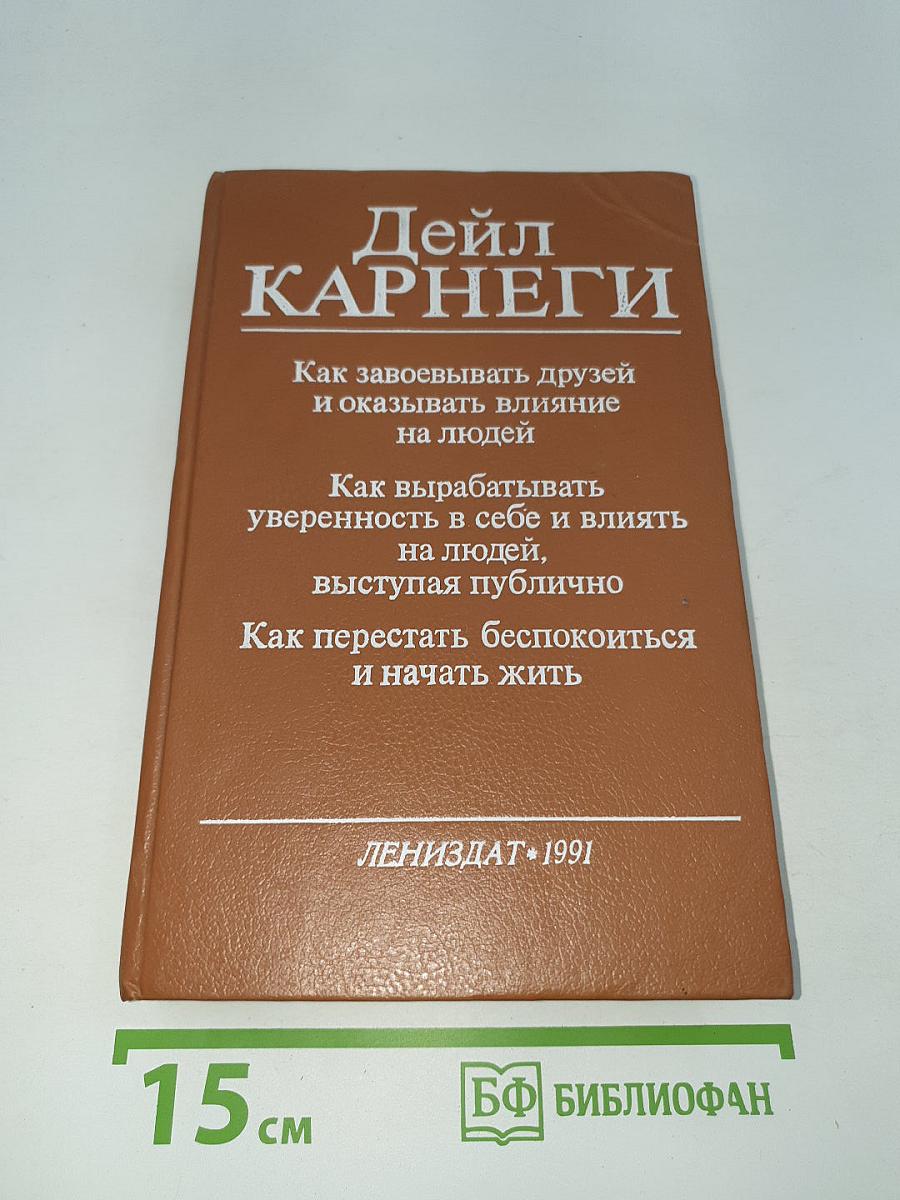 Дейл
КАРНЕГИ
Как завоевывать друзей
и оказывать влияние
на людей
Как вырабатывать
уверенность в себе и влиять
на людей,
выступая публично
Как перестать беспокоиться
и начать жить
ЛЕНИЗДАТ * 1991
15 см
БФ БИБЛИОФАН